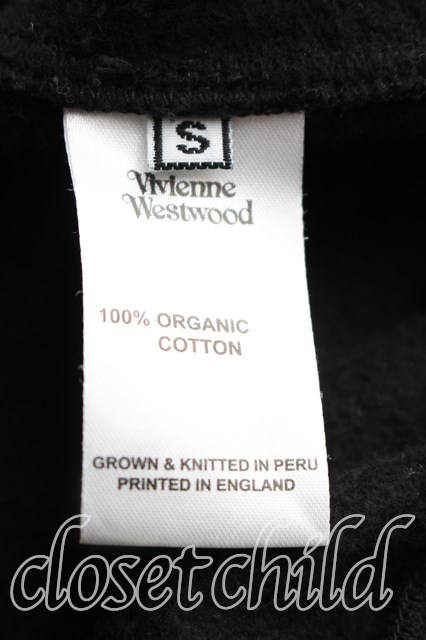 S
Vivienne
Westwood
100% ORGANIC
COTTON
GROWN & KNITTED IN PERU
PRINTED IN ENGLAND
closetchild